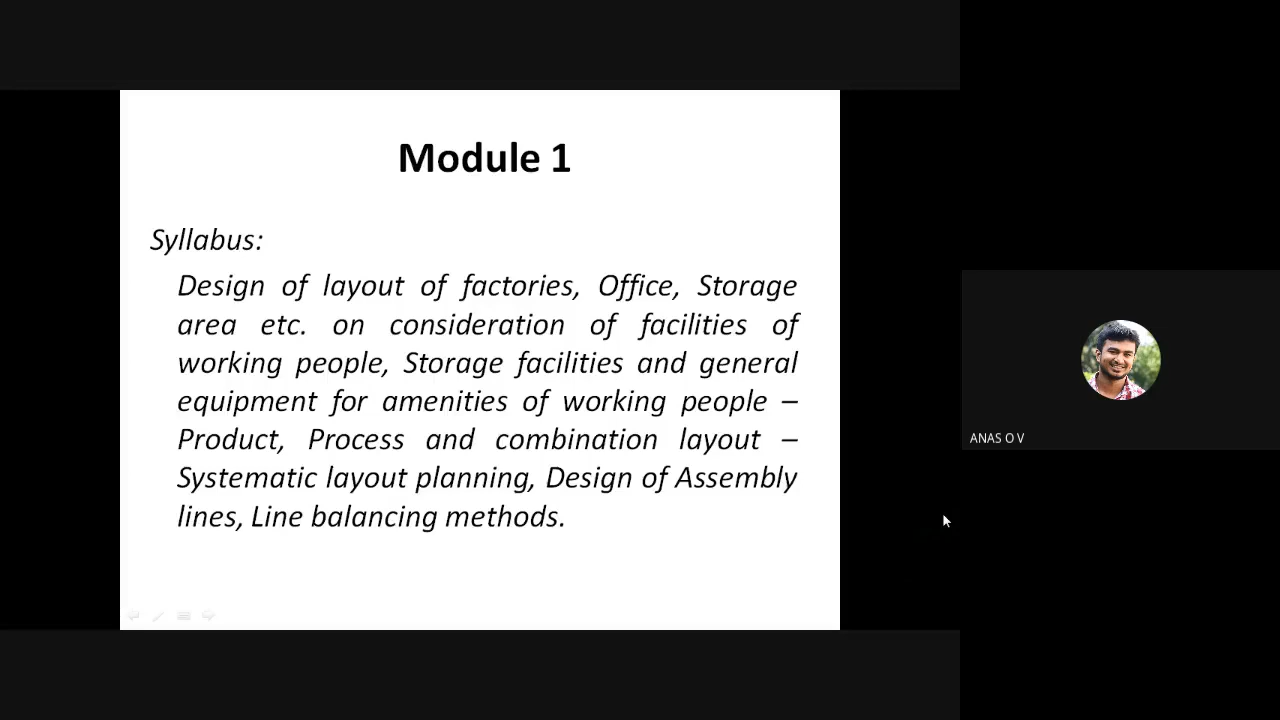 Module 1
Syllabus:
Design of layout of factories, Office, Storage
area etc. on consideration of facilities of
working people, Storage facilities and general
equipment for amenities of working people –
Product, Process and combination layout –
Systematic layout planning, Design of Assembly
lines, Line balancing methods.
ANAS O V